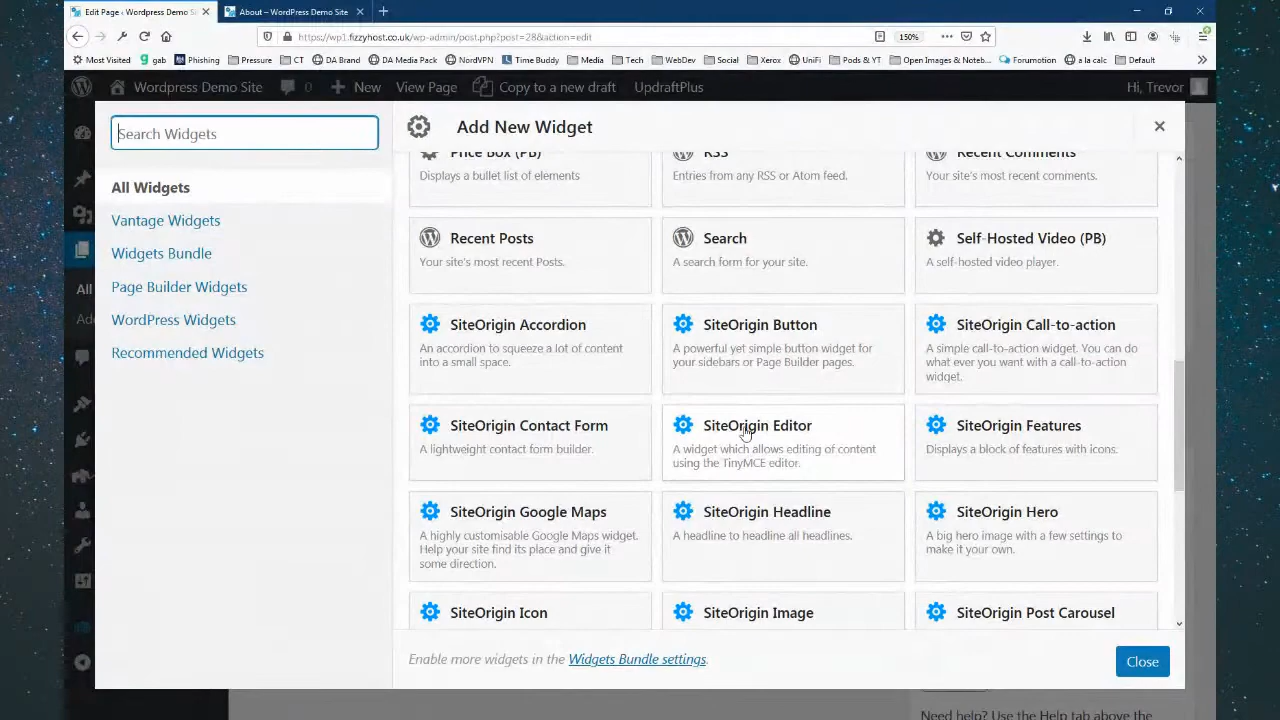 Edit Page ‹ WordPress Demo Si
About – WordPress Demo Site
https://wp1.fizzyhost.co.uk/wp-admin/post.php?post=28&action=edit
150%
Most Visited
gab
Phishing
Pressure
CT
DA Brand
DA Media Pack
NordVPN
Time Buddy
Media
Tech
WebDev
Social
Xerox
UniFi
Pods & YT
Open Images & Noteb...
Forumotion
a la calc
Default
Wordpress Demo Site
0
New
View Page
Copy to a new draft
UpdraftPlus
Hi, Trevor
Search Widgets
All Widgets
Vantage Widgets
Widgets Bundle
Page Builder Widgets
WordPress Widgets
Recommended Widgets
All
Ad
Add New Widget
Price Box (PB)
Displays a bullet list of elements
RSS
Entries from any RSS or Atom feed.
Recent Comments
Your site's most recent comments.
Recent Posts
Your site's most recent Posts.
Search
A search form for your site.
Self-Hosted Video (PB)
A self-hosted video player.
SiteOrigin Accordion
An accordion to squeeze a lot of content
into a small space.
SiteOrigin Button
A powerful yet simple button widget for
your sidebars or Page Builder pages.
SiteOrigin Call-to-action
A simple call-to-action widget. You can do
what ever you want with a call-to-action
widget.
SiteOrigin Contact Form
A lightweight contact form builder.
SiteOrigin Editor
A widget which allows editing of content
using the TinyMCE editor.
SiteOrigin Features
Displays a block of features with icons.
SiteOrigin Google Maps
A highly customisable Google Maps widget.
Help your site find its place and give it
some direction.
SiteOrigin Headline
A headline to headline all headlines.
SiteOrigin Hero
A big hero image with a few settings to
make it your own.
SiteOrigin Icon
SiteOrigin Image
SiteOrigin Post Carousel
Enable more widgets in the Widgets Bundle settings.
Close
Need help? Use the Help tab above the